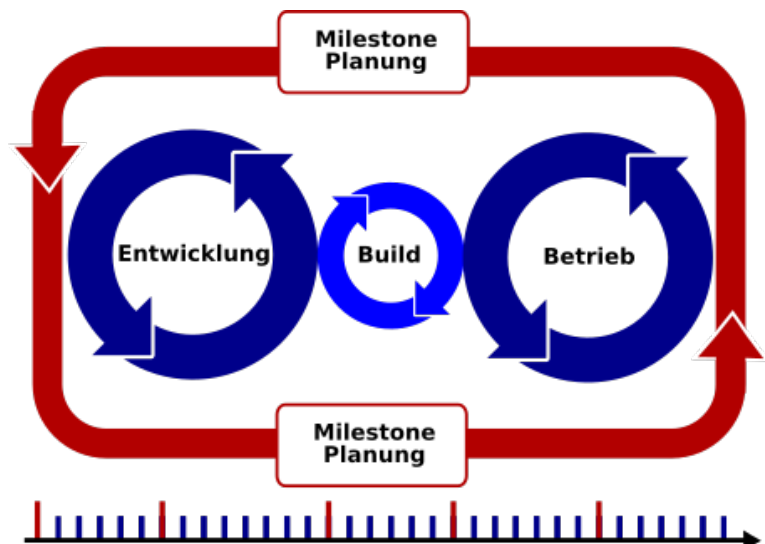 Milestone
Planung
Entwicklung
Build
Betrieb
Milestone
Planung